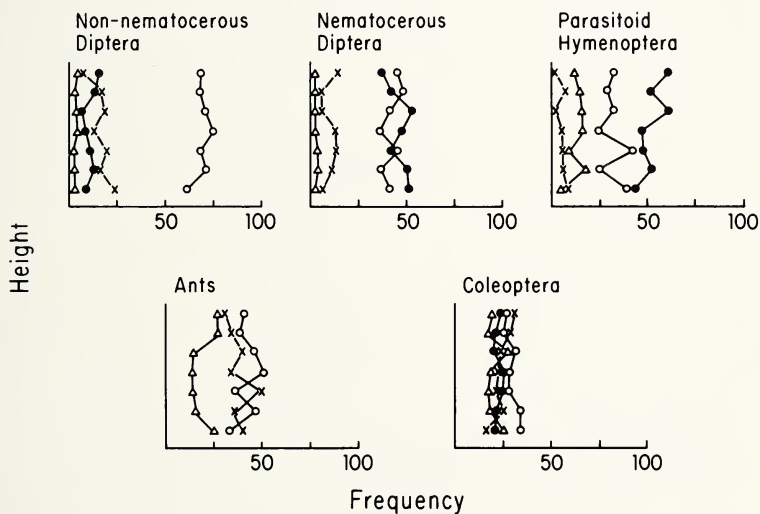 Non-nematocerous
Diptera
Nematocerous
Diptera
Parasitoid
Hymenoptera
50 100
50 100
50 100
Height
Ants
Coleoptera
50 100
50 100
Frequency